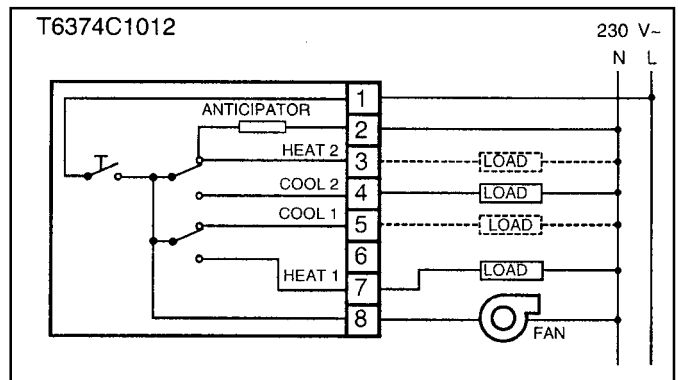 T6374C1012
230 V~
N L
1
ANTICIPATOR
2
HEAT 2
3
LOAD
T
COOL 2
4
LOAD
COOL 1
5
LOAD
6
HEAT 1
7
LOAD
8
FAN